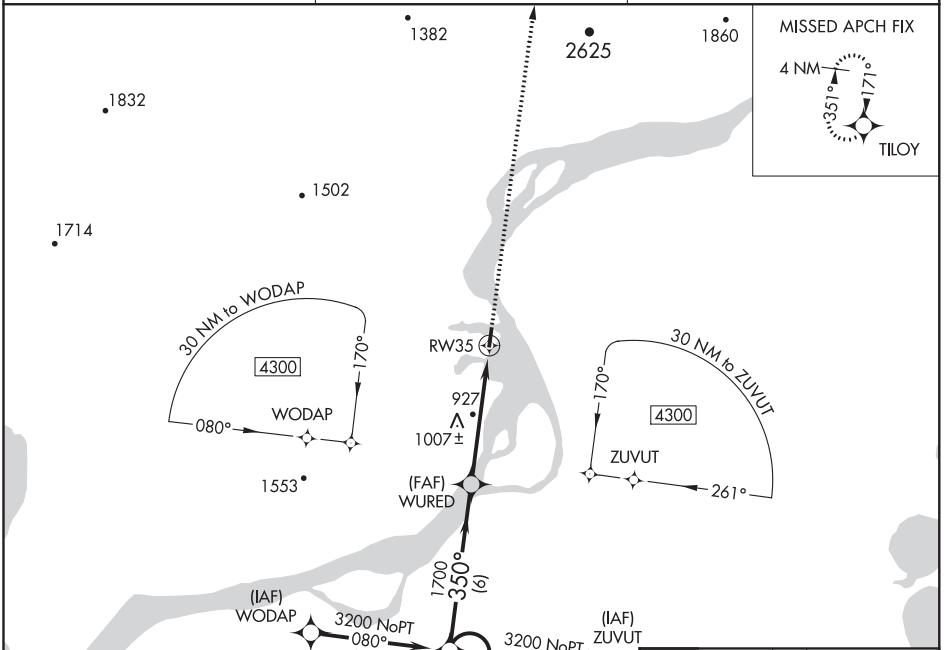 1382
2625
1860
MISSED APCH FIX
4 NM
351°
171°
TILOY
1832
1502
1714
30 NM to WODAP
4300
170°
080°
WODAP
RW35
30 NM to ZUVUT
170°
4300
ZUVUT
261°
927
1007 ±
1553
(FAF)
WURED
1700
350°
(6)
(IAF)
WODAP
3200 NoPT
080°
3200 NoPT
(IAF)
ZUVUT